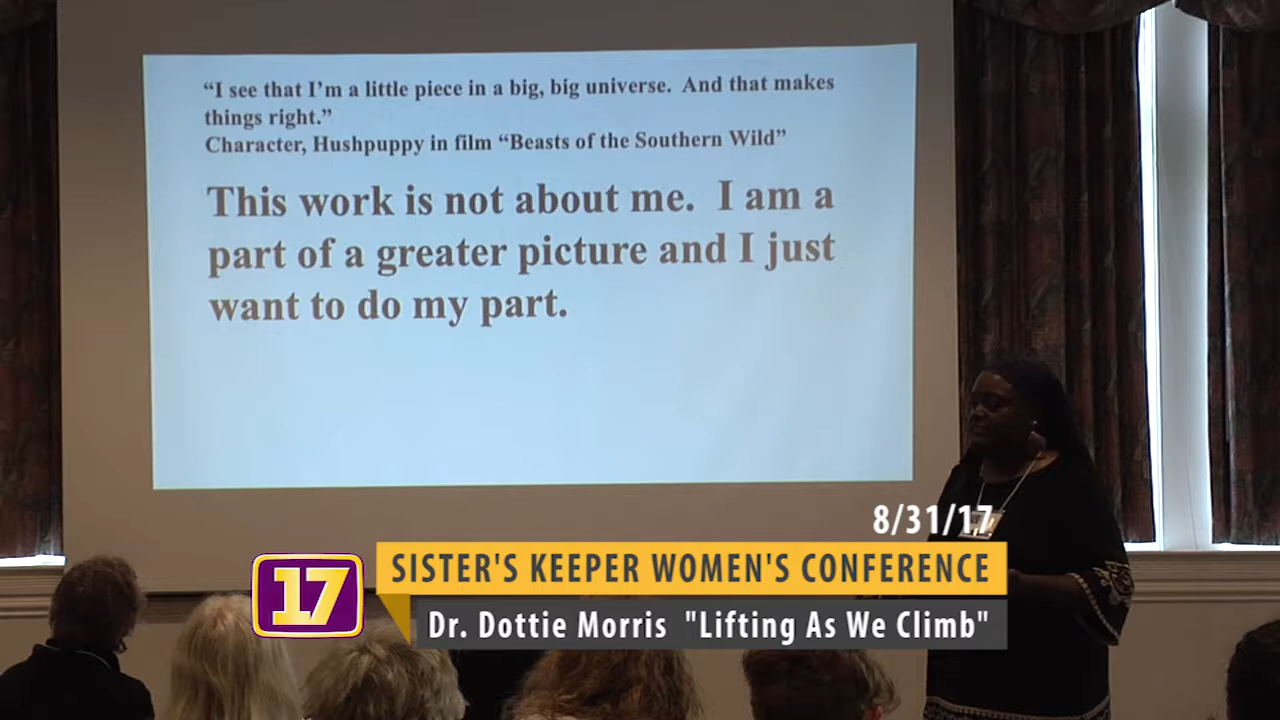 “I see that I’m a little piece in a big, big universe.  And that makes
things right.”
Character, Hushpuppy in film “Beasts of the Southern Wild”
This work is not about me.  I am a
part of a greater picture and I just
want to do my part.
8/31/17
17
SISTER'S KEEPER WOMEN'S CONFERENCE
Dr. Dottie Morris  "Lifting As We Climb"